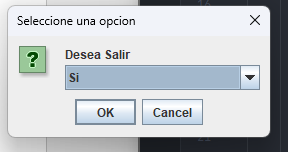 Seleccione una opcion
Desea Salir
Si
OK Cancel